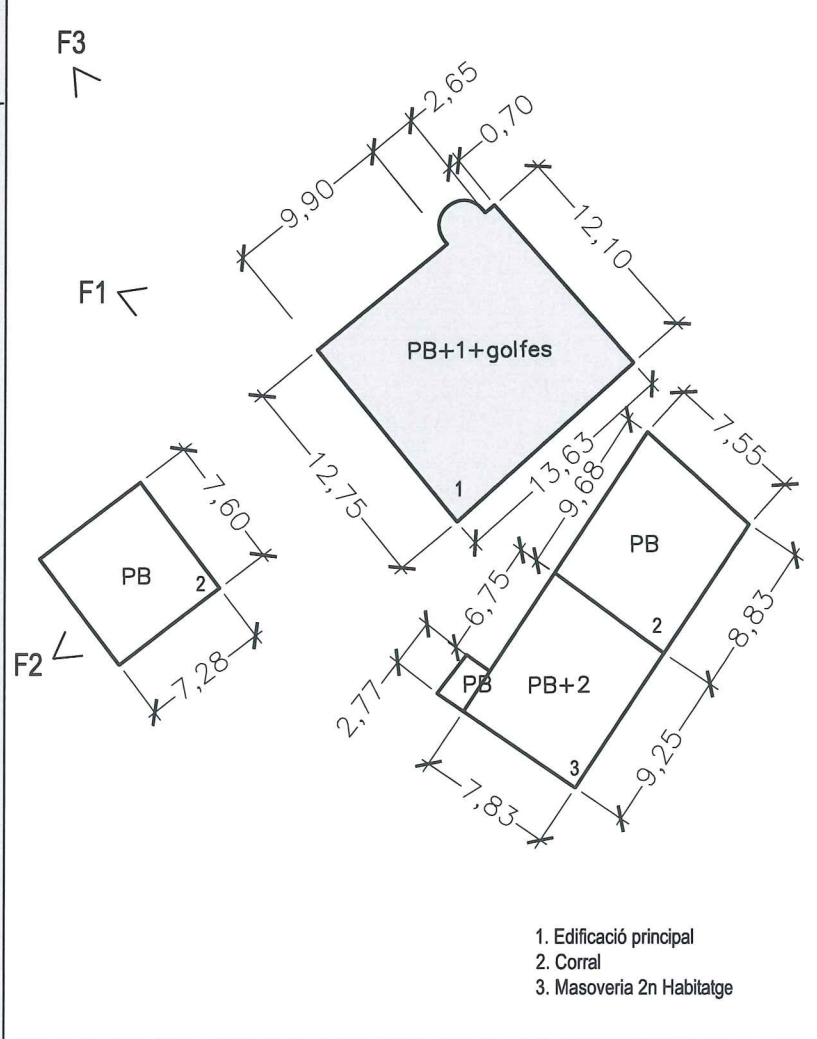 F3
2,65
0,70
9,90
12,10
F1
PB+1+golfes
12,75
1
13,63
9,68
7,55
7,60
PB
2
PB
6,75
2
8,83
F2
7,28
2,77
PB
PB+2
3
9,25
7,83
1. Edificació principal
2. Corral
3. Masoveria 2n Habitatge